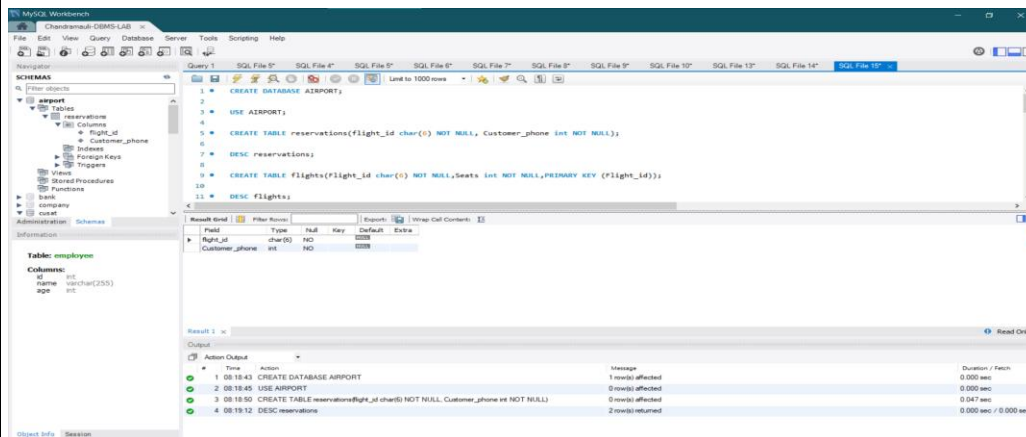 MySQL Workbench
Chandramauli-DBMS-LAB
File Edit View Query Database Server Tools Scripting Help
Navigator
Query 1 SQL File 5* SQL File 4* SQL File 5* SQL File 6* SQL File 7* SQL File 8* SQL File 9* SQL File 10* SQL File 13* SQL File 14* SQL File 15*
SCHEMAS
Filter objects
Limit to 1000 rows
airport
Tables
reservations
Columns
flight_id
Customer_phone
Indexes
Foreign Keys
Triggers
Views
Stored Procedures
Functions
bank
company
cusat
Administration Schemas
1 CREATE DATABASE AIRPORT;
2
3 USE AIRPORT;
4
5 CREATE TABLE reservations(flight_id char(6) NOT NULL, Customer_phone int NOT NULL);
6
7 DESC reservations;
8
9 CREATE TABLE flights(Flight_id char(6) NOT NULL,Seats int NOT NULL,PRIMARY KEY (Flight_id));
10
11 DESC flights;
Information
Table: employee
Columns:
id int
name varchar(255)
age int
Result Grid Filter Rows: Export: Wrap Cell Content:
Field Type Null Key Default Extra
flight_id char(6) NO NULL
Customer_phone int NO NULL
Result 1
Read Onl
Output
Action Output
# Time Action Message Duration / Fetch
1 08:18:43 CREATE DATABASE AIRPORT 1 row(s) affected 0.000 sec
2 08:18:45 USE AIRPORT 0 row(s) affected 0.000 sec
3 08:18:50 CREATE TABLE reservations(flight_id char(6) NOT NULL, Customer_phone int NOT NULL) 0 row(s) affected 0.047 sec
4 08:19:12 DESC reservations 2 row(s) returned 0.000 sec / 0.000 se
Object Info Session